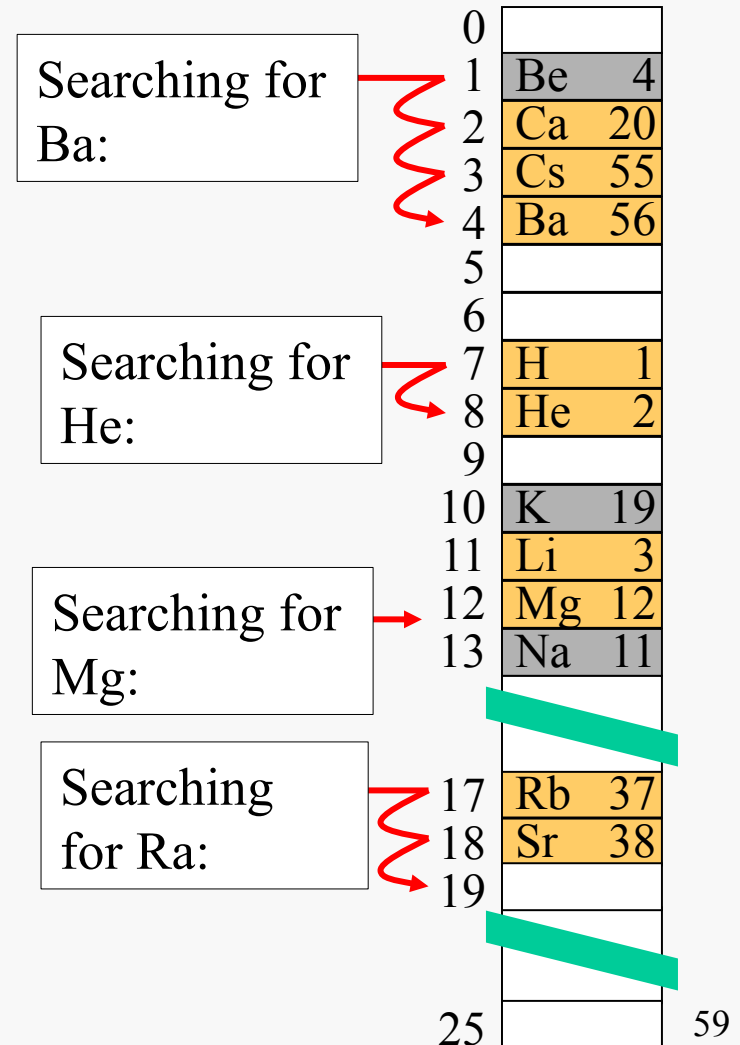 Searching for
Ba:
Searching for
He:
Searching for
Mg:
Searching
for Ra:
0
1 Be 4
2 Ca 20
3 Cs 55
4 Ba 56
5
6
7 H 1
8 He 2
9
10 K 19
11 Li 3
12 Mg 12
13 Na 11
17 Rb 37
18 Sr 38
19
25
59